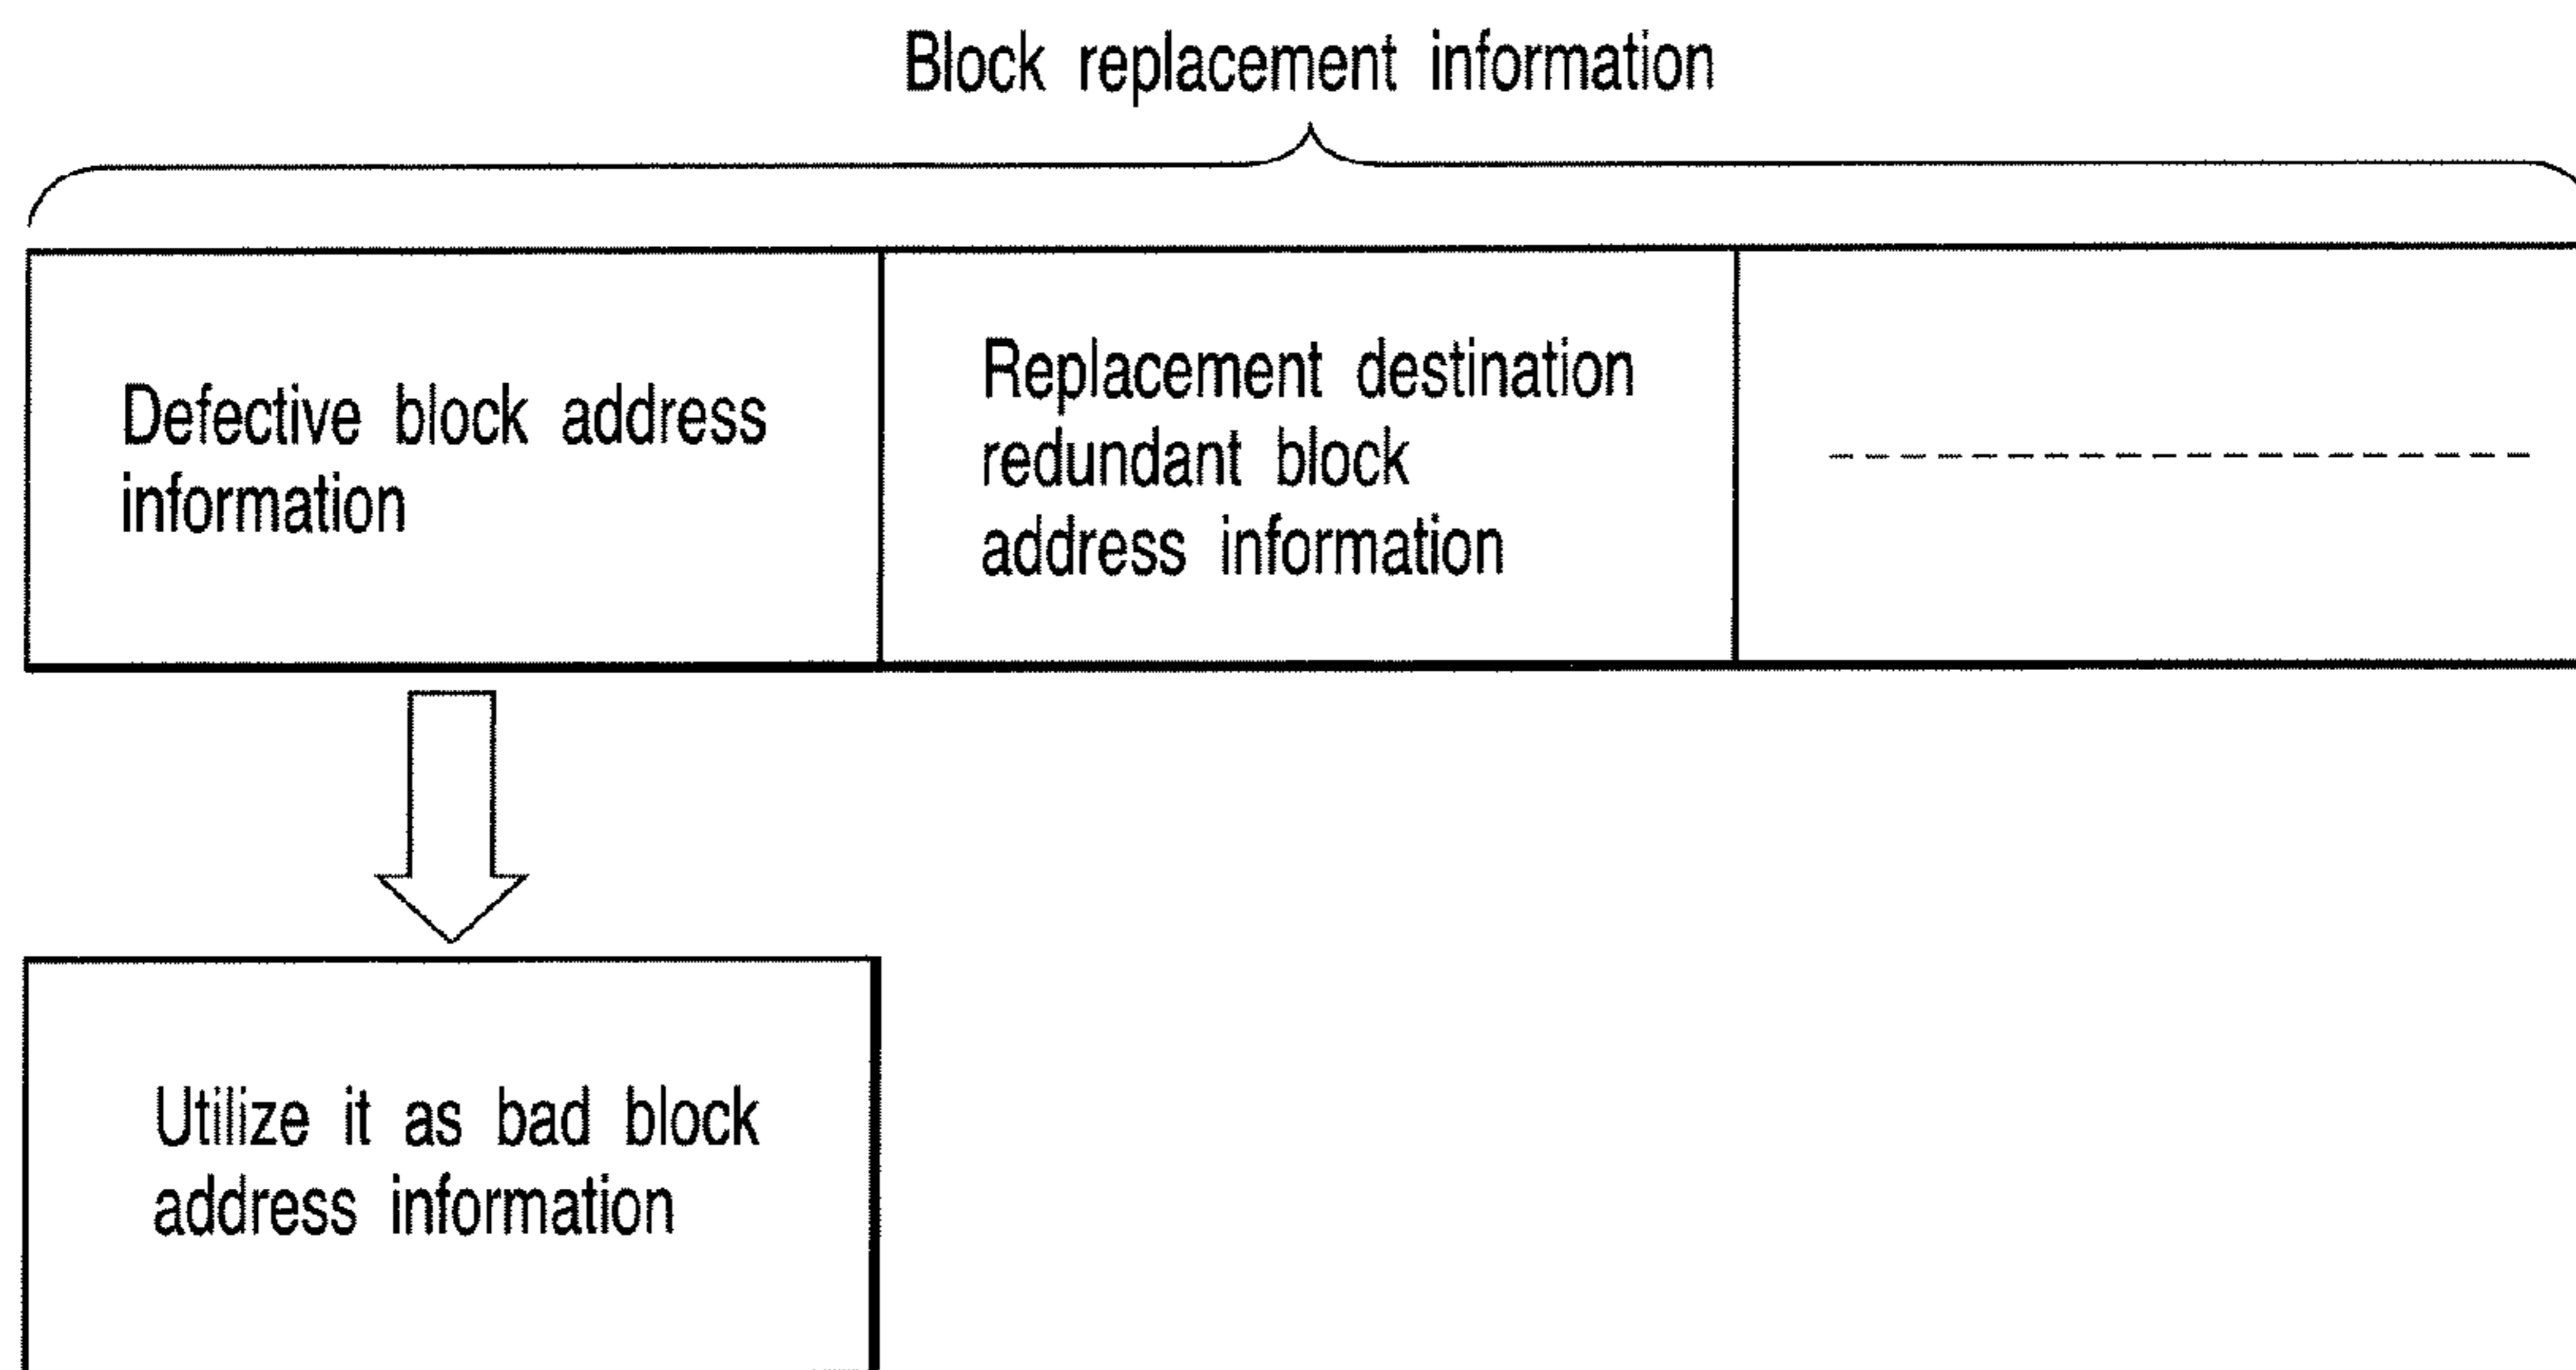 Block replacement information
Defective block address
information
Replacement destination
redundant block
address information
Utilize it as bad block
address information